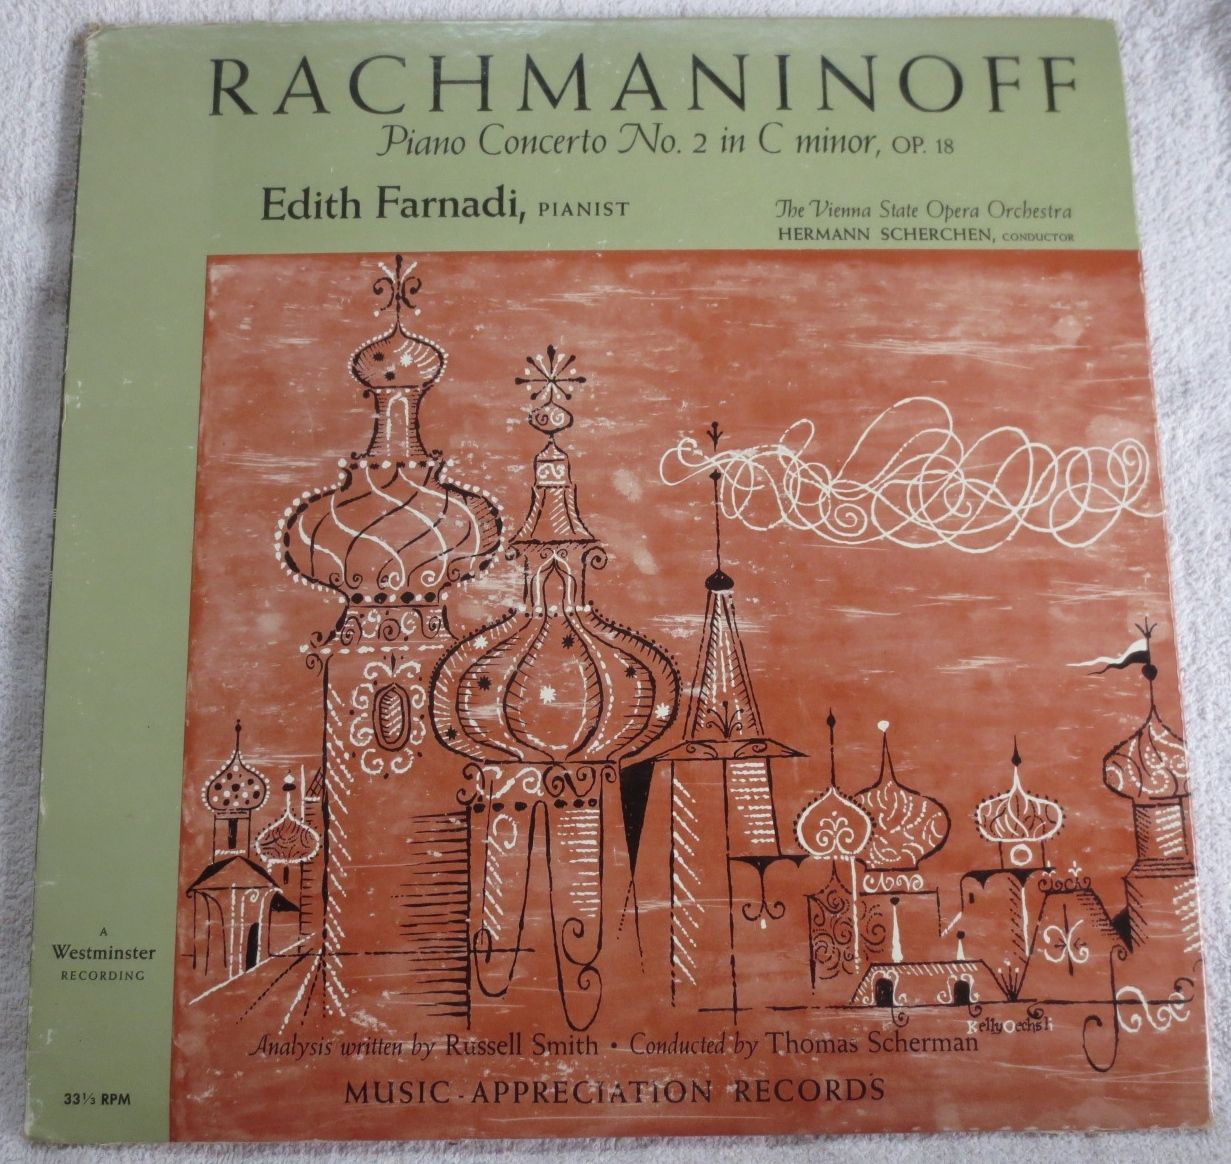 RACHMANINOFF
Piano Concerto No. 2 in C minor, OP. 18
Edith Farnadi, PIANIST
The Vienna State Opera Orchestra
HERMANN SCHERCHEN, CONDUCTOR
A
Westminster
RECORDING
Kelly Oechsli
Analysis written by Russell Smith • Conducted by Thomas Scherman
MUSIC-APPRECIATION RECORDS
33⅓ RPM